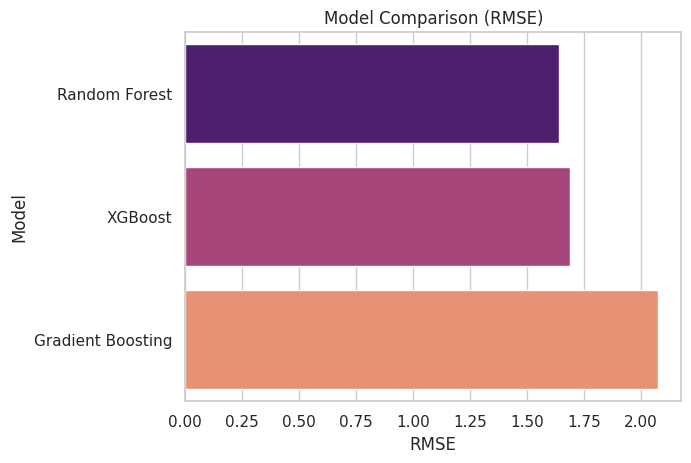 Model Comparison (RMSE)
Model
Random Forest
XGBoost
Gradient Boosting
0.00 0.25 0.50 0.75 1.00 1.25 1.50 1.75 2.00
RMSE